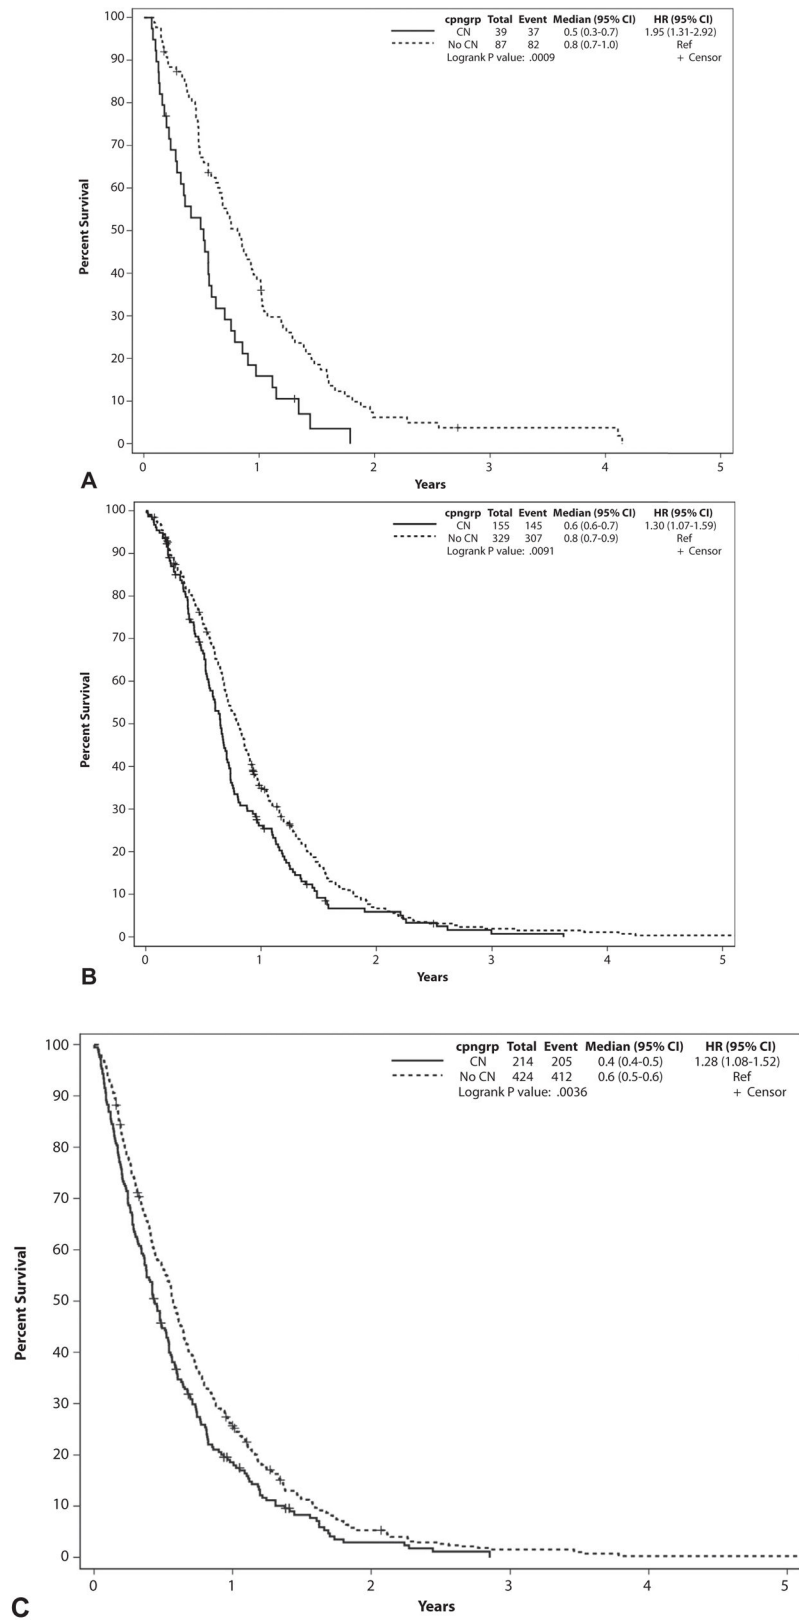 cpngrp Total Event Median (95% CI) HR (95% CI)
CN 39 37 0.5 (0.3-0.7) 1.95 (1.31-2.92)
No CN 87 82 0.8 (0.7-1.0) Ref
Logrank P value: .0009 + Censor
100
90
80
70
60
50
40
30
20
10
0
Percent Survival
0 1 2 3 4 5
Years
A
cpngrp Total Event Median (95% CI) HR (95% CI)
CN 155 145 0.6 (0.6-0.7) 1.30 (1.07-1.59)
No CN 329 307 0.8 (0.7-0.9) Ref
Logrank P value: .0091 + Censor
100
90
80
70
60
50
40
30
20
10
0
Percent Survival
0 1 2 3 4 5
Years
B
cpngrp Total Event Median (95% CI) HR (95% CI)
CN 214 205 0.4 (0.4-0.5) 1.28 (1.08-1.52)
No CN 424 412 0.6 (0.5-0.6) Ref
Logrank P value: .0036 + Censor
100
90
80
70
60
50
40
30
20
10
0
Percent Survival
0 1 2 3 4 5
Years
C